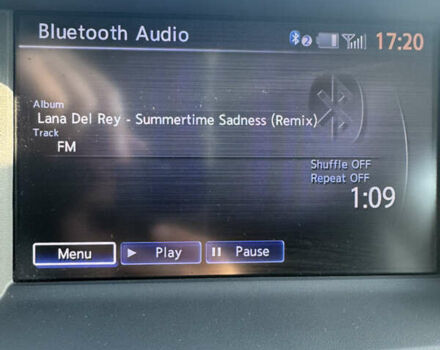 Bluetooth Audio
2
17:20
Album
Lana Del Rey - Summertime Sadness (Remix)
Track
FM
Shuffle OFF
Repeat OFF
1:09
Menu
Play
Pause